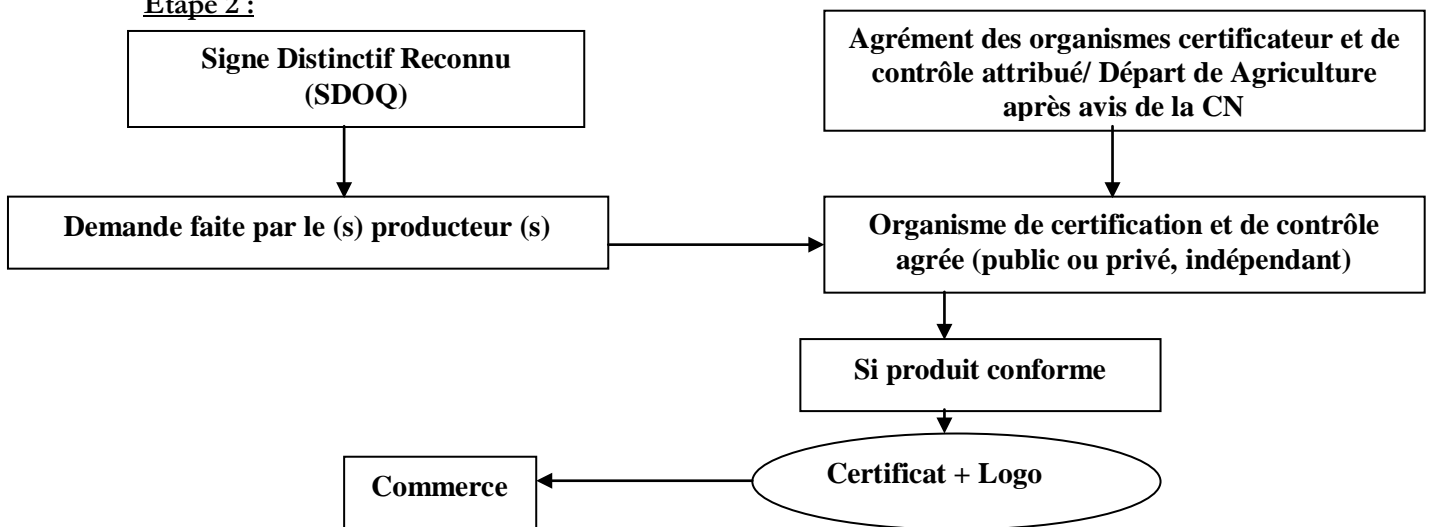 Etape 2 :
Signe Distinctif Reconnu
(SDOQ)
Agrément des organismes certificateur et de
contrôle attribué/ Départ de Agriculture
après avis de la CN
Demande faite par le (s) producteur (s)
Organisme de certification et de contrôle
agrée (public ou privé, indépendant)
Si produit conforme
Certificat + Logo
Commerce